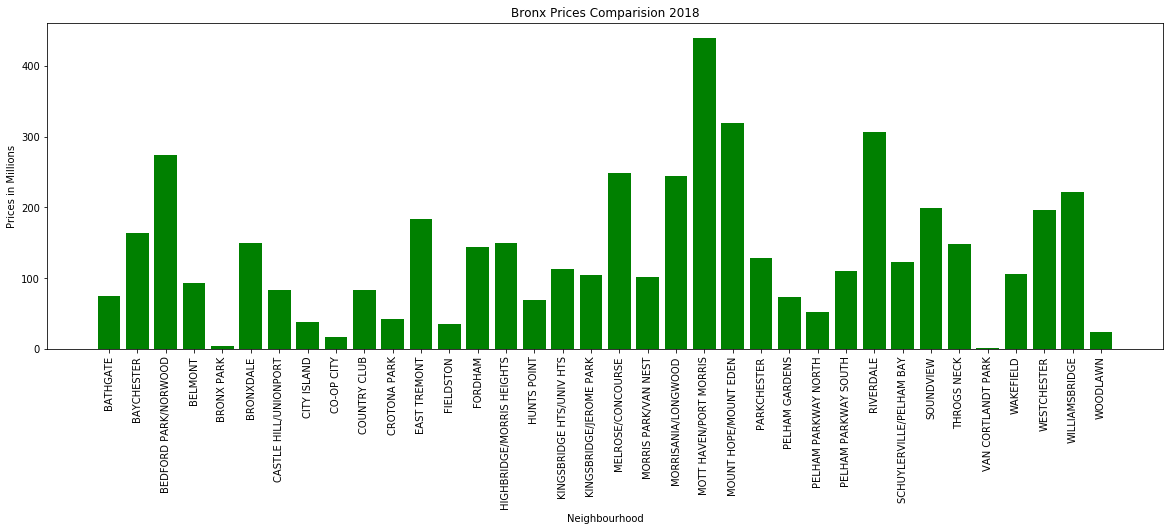 Bronx Prices Comparision 2018
Prices in Millions
400
300
200
100
0
BATHGATE
BAYCHESTER
BEDFORD PARK/NORWOOD
BELMONT
BRONX PARK
BRONXDALE
CASTLE HILL/UNIONPORT
CITY ISLAND
CO-OP CITY
COUNTRY CLUB
CROTONA PARK
EAST TREMONT
FIELDSTON
FORDHAM
HIGHBRIDGE/MORRIS HEIGHTS
HUNTS POINT
KINGSBRIDGE HTS/UNIV HTS
KINGSBRIDGE/JEROME PARK
MELROSE/CONCOURSE
MORRIS PARK/VAN NEST
MORRISANIA/LONGWOOD
MOTT HAVEN/PORT MORRIS
MOUNT HOPE/MOUNT EDEN
PARKCHESTER
PELHAM GARDENS
PELHAM PARKWAY NORTH
PELHAM PARKWAY SOUTH
RIVERDALE
SCHUYLERVILLE/PELHAM BAY
SOUNDVIEW
THROGS NECK
VAN CORTLANDT PARK
WAKEFIELD
WESTCHESTER
WILLIAMSBRIDGE
WOODLAWN
Neighbourhood